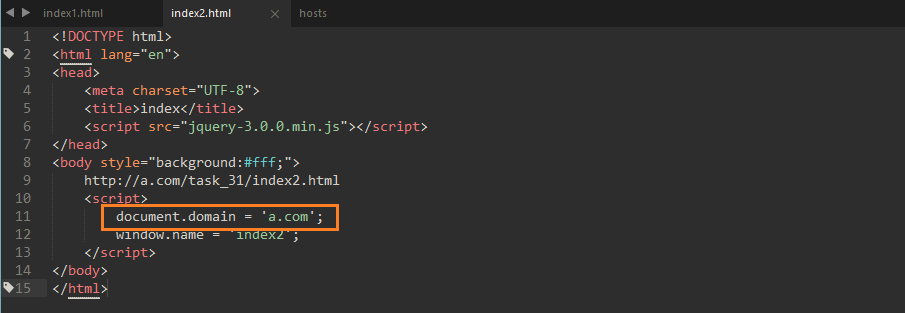 index1.html index2.html × hosts
1 <!DOCTYPE html>
2 <html lang="en">
3 <head>
4 <meta charset="UTF-8">
5 <title>index</title>
6 <script src="jquery-3.0.0.min.js"></script>
7 </head>
8 <body style="background:#fff;">
9 http://a.com/task_31/index2.html
10 <script>
11 document.domain = 'a.com';
12 window.name = 'index2';
13 </script>
14 </body>
15 </html>